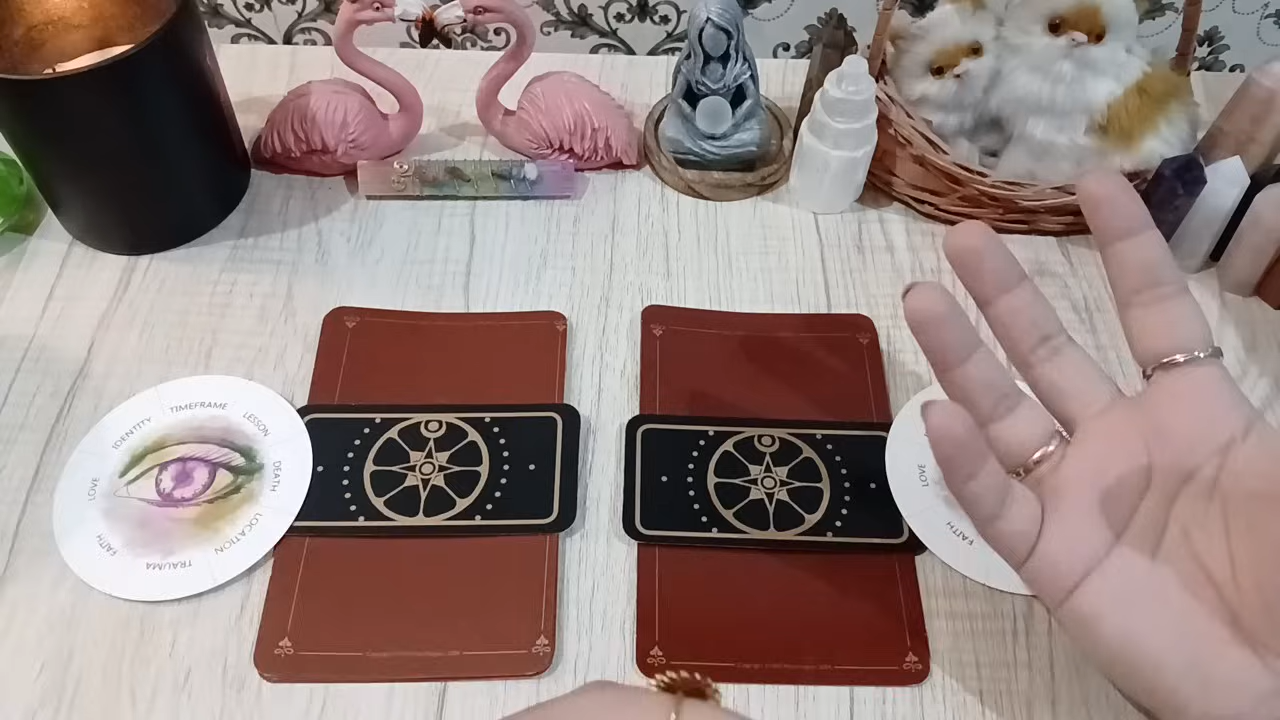 TIMEFRAME
LESSON
DEATH
LOCATION
TRAUMA
FAITH
LOVE
IDENTITY
LOVE
FAITH